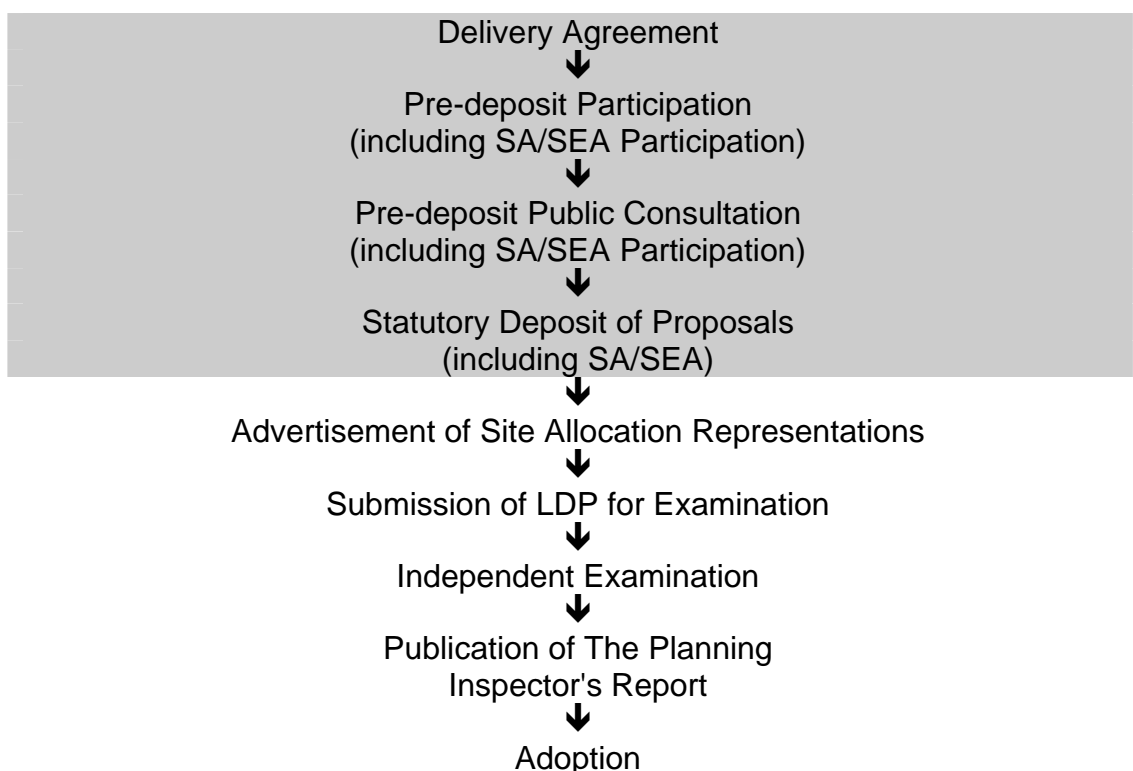 Delivery Agreement
Pre-deposit Participation
(including SA/SEA Participation)
Pre-deposit Public Consultation
(including SA/SEA Participation)
Statutory Deposit of Proposals
(including SA/SEA)
Advertisement of Site Allocation Representations
Submission of LDP for Examination
Independent Examination
Publication of The Planning
Inspector's Report
Adoption